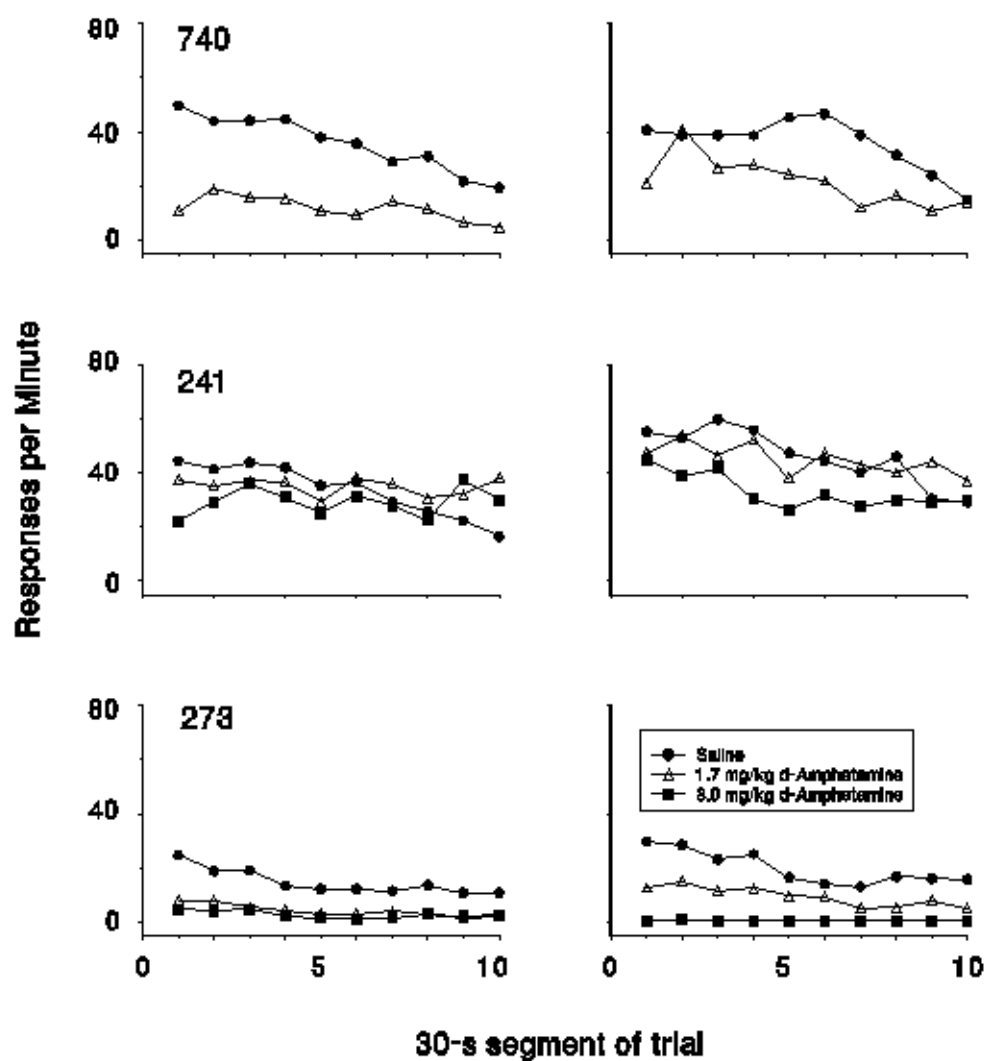 740
80
40
0
241
80
40
0
273
80
40
0
Saline
1.7 mg/kg d-Amphetamine
3.0 mg/kg d-Amphetamine
0 5 10
0 5 10
Responses per Minute
30-s segment of trial